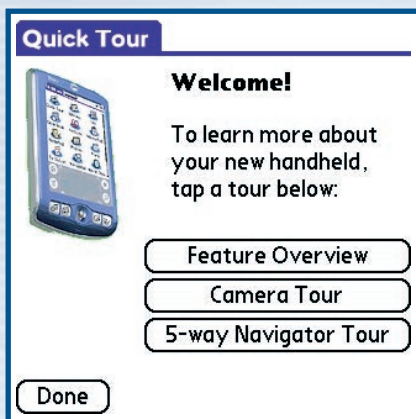 Quick Tour
Welcome!
To learn more about
your new handheld,
tap a tour below:
Feature Overview
Camera Tour
5-way Navigator Tour
Done